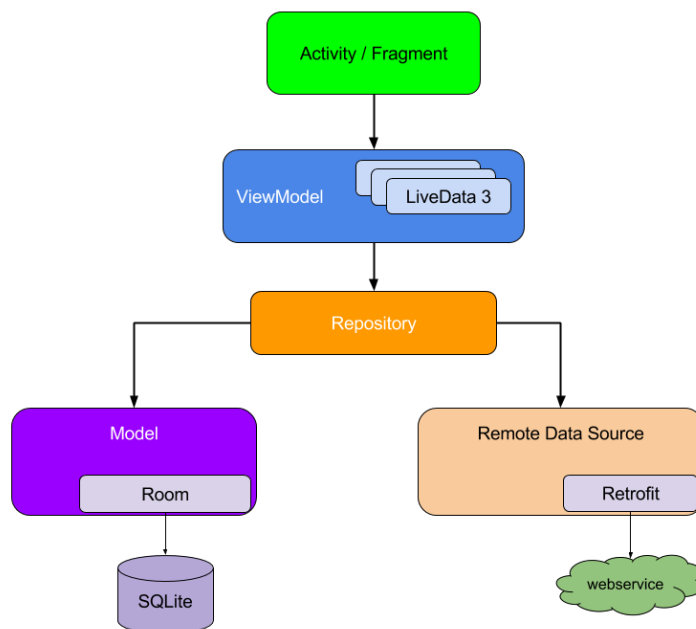 Activity / Fragment
ViewModel
LiveData 3
Repository
Model
Room
SQLite
Remote Data Source
Retrofit
webservice